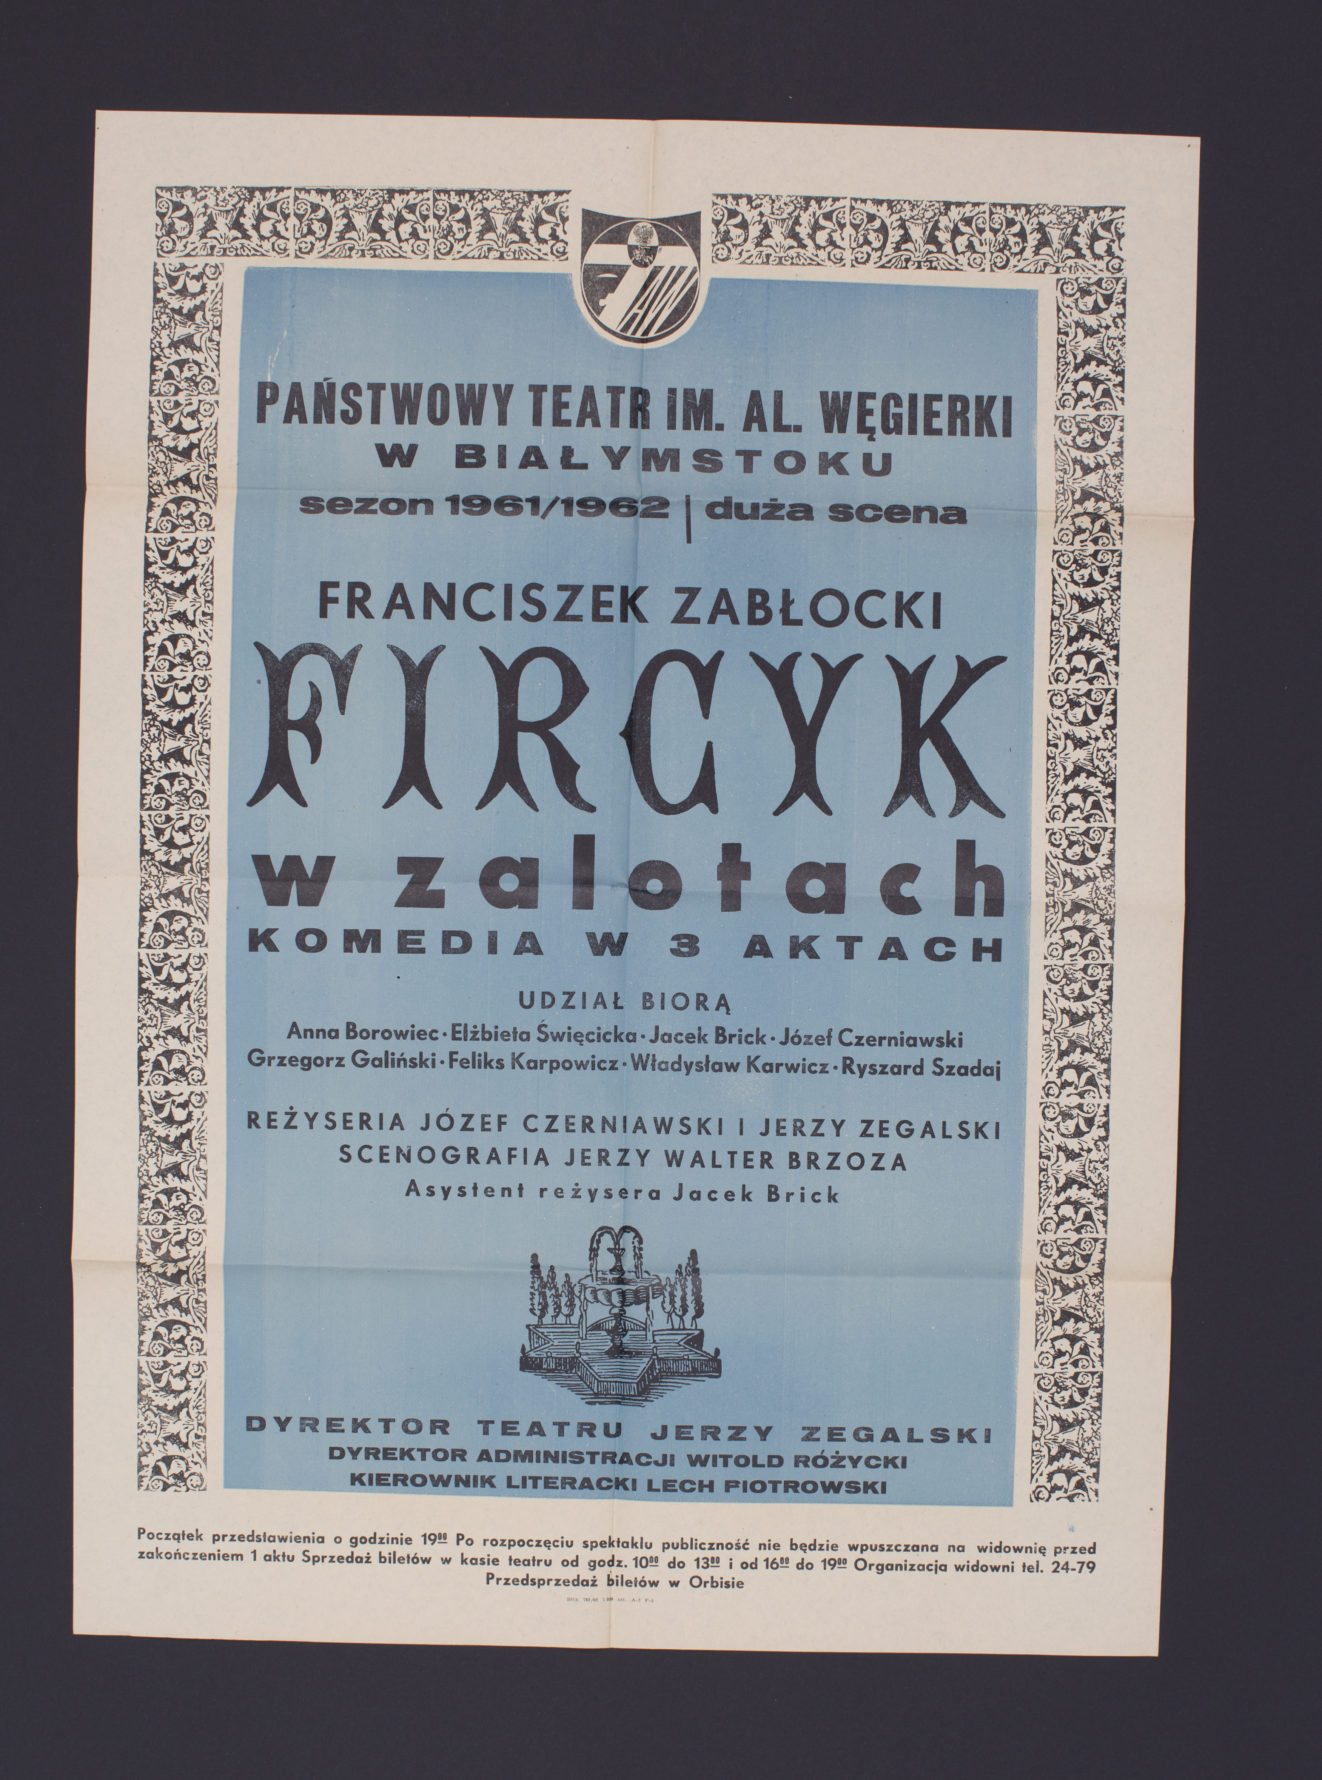 PAŃSTWOWY TEATR IM. AL. WĘGIERKI
W BIAŁYMSTOKU
sezon 1961/1962 | duża scena
FRANCISZEK ZABŁOCKI
FIRCYK
w zalotach
KOMEDIA W 3 AKTACH
UDZIAŁ BIORĄ
Anna Borowiec · Elżbieta Święcicka · Jacek Brick · Józef Czerniawski
Grzegorz Galiński · Feliks Karpowicz · Władysław Karwicz · Ryszard Szadaj
REŻYSERIA JÓZEF CZERNIAWSKI I JERZY ZEGALSKI
SCENOGRAFIA JERZY WALTER BRZOZA
Asystent reżysera Jacek Brick
DYREKTOR TEATRU JERZY ZEGALSKI
DYREKTOR ADMINISTRACJI WITOLD RÓŻYCKI
KIEROWNIK LITERACKI LECH PIOTROWSKI
Początek przedstawienia o godzinie 19⁰⁰ Po rozpoczęciu spektaklu publiczność nie będzie wpuszczana na widownię przed
zakończeniem 1 aktu Sprzedaż biletów w kasie teatru od godz. 10⁰⁰ do 13⁰⁰ i od 16⁰⁰ do 19⁰⁰ Organizacja widowni tel. 24-79
Przedsprzedaż biletów w Orbisie